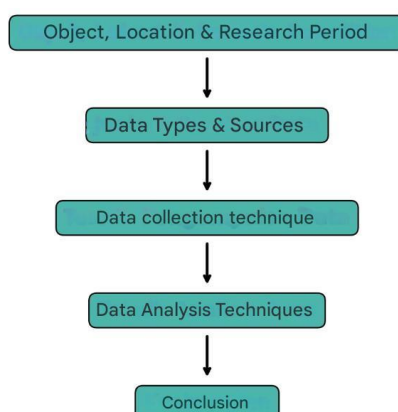 Object, Location & Research Period
Data Types & Sources
Data collection technique
Data Analysis Techniques
Conclusion